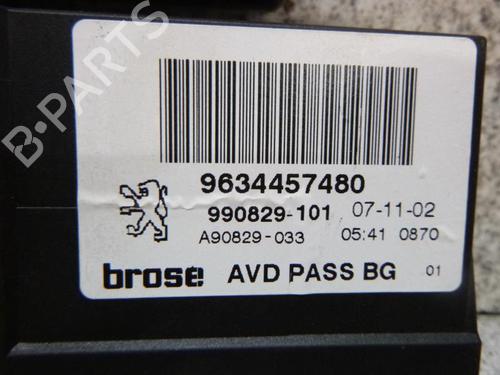 B-PARTS
9634457480
990829-101 07-11-02
A90829-033 05:41 0870
brose AVD PASS BG 01